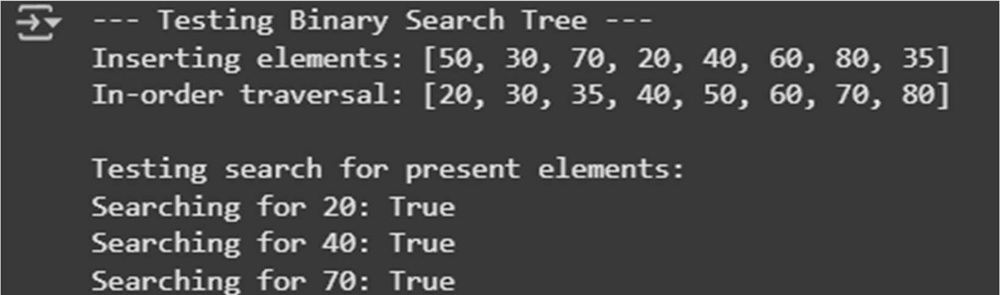 --- Testing Binary Search Tree ---
Inserting elements: [50, 30, 70, 20, 40, 60, 80, 35]
In-order traversal: [20, 30, 35, 40, 50, 60, 70, 80]
Testing search for present elements:
Searching for 20: True
Searching for 40: True
Searching for 70: True